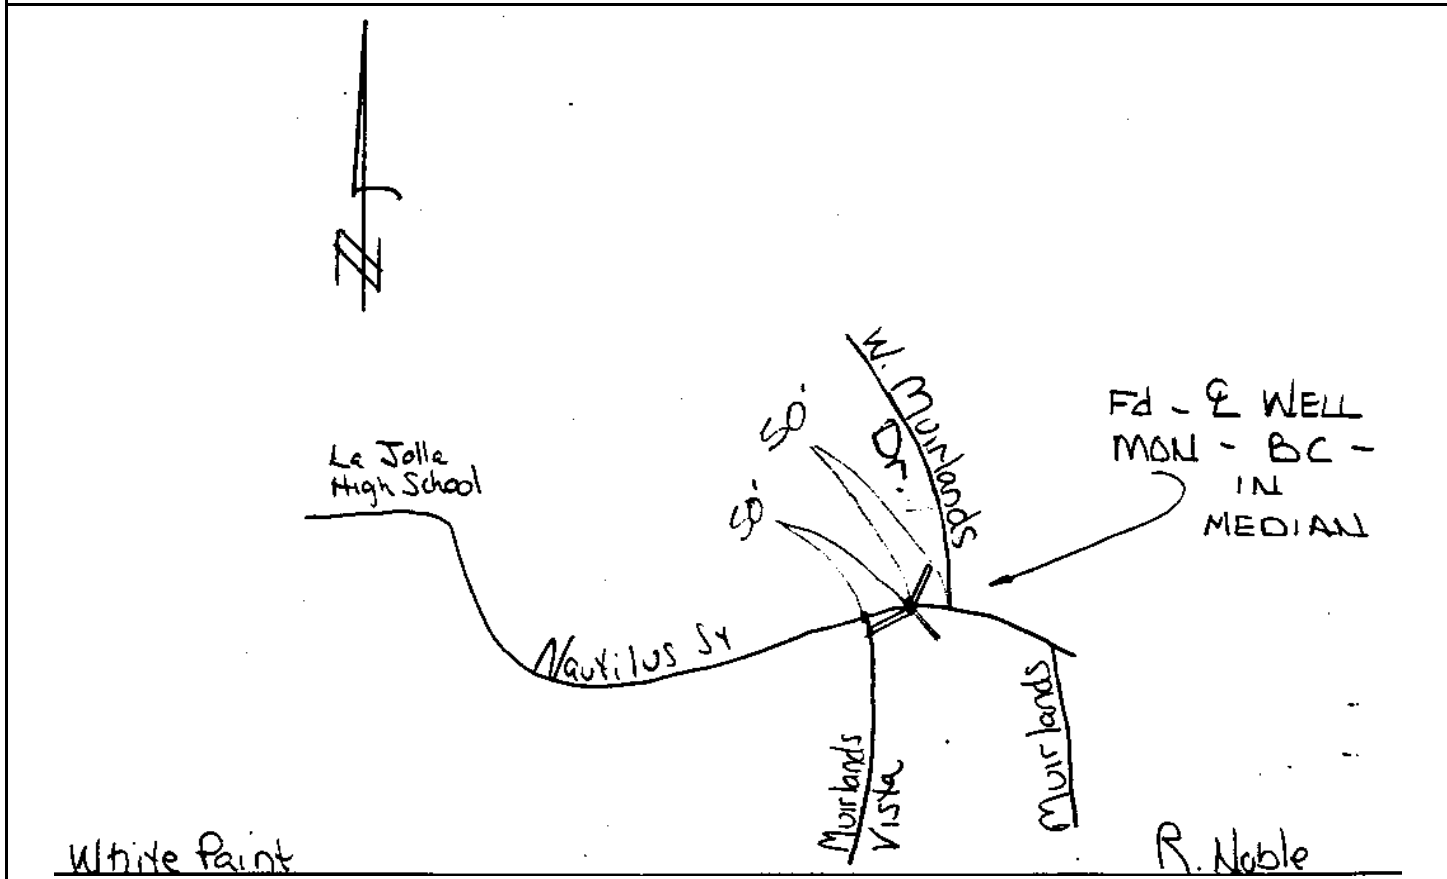 N
W. Muirlands
Dr.
50'
50'
Fd - ℄ WELL
MON - BC -
IN
MEDIAN
La Jolla
High School
Nautilus St
Muirlands
Vista
Muirlands
White Paint
R. Noble